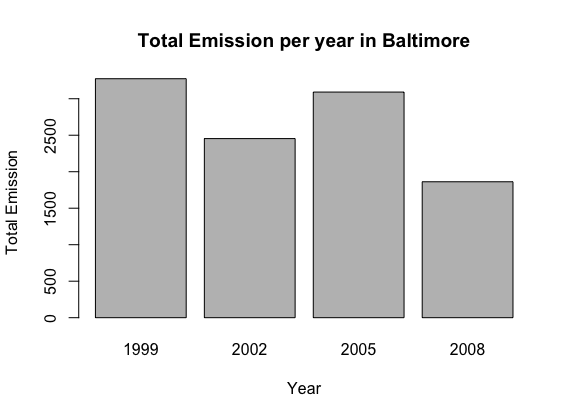 Total Emission per year in Baltimore
Total Emission
2500
1500
500
0
1999 2002 2005 2008
Year